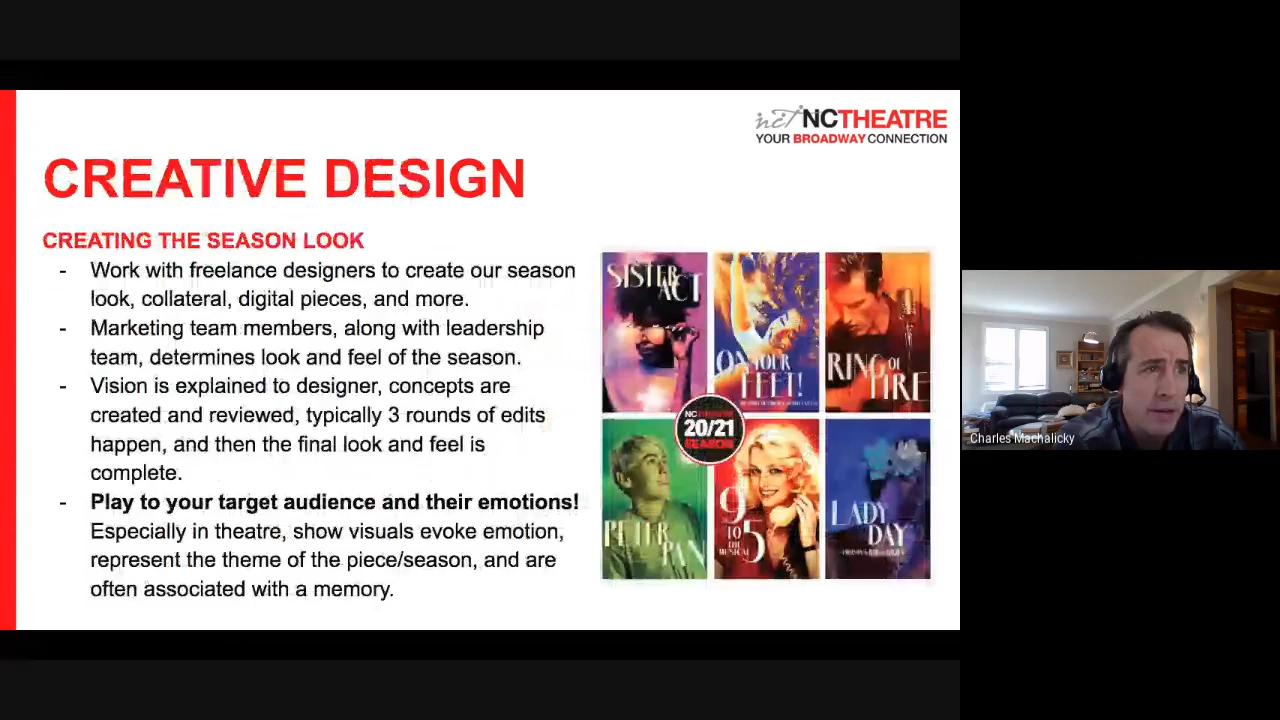 nct NCTHEATRE
YOUR BROADWAY CONNECTION
CREATIVE DESIGN
CREATING THE SEASON LOOK
- Work with freelance designers to create our season
look, collateral, digital pieces, and more.
- Marketing team members, along with leadership
team, determines look and feel of the season.
- Vision is explained to designer, concepts are
created and reviewed, typically 3 rounds of edits
happen, and then the final look and feel is
complete.
- Play to your target audience and their emotions!
Especially in theatre, show visuals evoke emotion,
represent the theme of the piece/season, and are
often associated with a memory.
SISTER
ACT
ON YOUR
FEET!
RING OF
FIRE
NCTHEATRE
20/21
SEASON
PETER
PAN
9
TO
5
THE
MUSICAL
LADY
DAY
Charles Machalicky